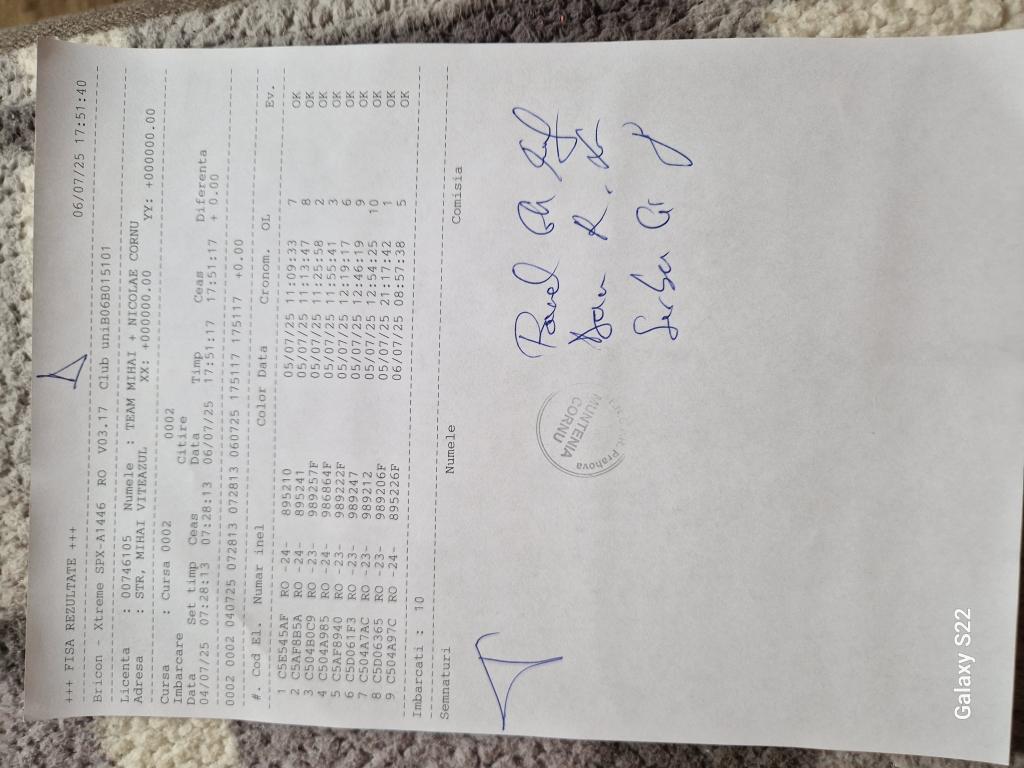 +++ FISA REZULTATE +++ 06/07/25 17:51:40
Bricon - Xtreme SPX-A1446 RO V03.17 Club uniB06B015101
Licenta : 00746105 Numele : TEAM MIHAI + NICOLAE CORNU
Adresa : STR, MIHAI VITEAZUL XX: +000000.00 YY: +000000.00
Cursa : Cursa 0002 0002
Imbarcare Citire
Data Set timp Ceas Data Timp Ceas Diferenta
04/07/25 07:28:13 07:28:13 06/07/25 17:51:17 17:51:17 + 0.00
0002 0002 040725 072813 072813 060725 175117 175117 +0.00
#. Cod El. Numar inel Color Data Cronom. OL Ev.
1 C5E545AF RO -24- 895210 05/07/25 11:09:33 7 OK
2 C5AF8B5A RO -24- 895241 05/07/25 11:13:47 8 OK
3 C504B0C9 RO -23- 989257F 05/07/25 11:25:58 2 OK
4 C504A985 RO -24- 986864F 05/07/25 11:55:41 3 OK
5 C5AF8940 RO -23- 989222F 05/07/25 12:19:17 6 OK
6 C5D061F3 RO -23- 989247 05/07/25 12:46:19 9 OK
7 C504A7AC RO -23- 989212 05/07/25 12:54:25 10 OK
8 C5D06365 RO -23- 989206F 05/07/25 21:17:42 1 OK
9 C504A97C RO -24- 895226F 06/07/25 08:57:38 5 OK
Imbarcati : 10
Semnaturi Numele Comisia
Pavel Gh
R.
Serban G
Prahova
MUNTENIA
CORNU
Galaxy S22